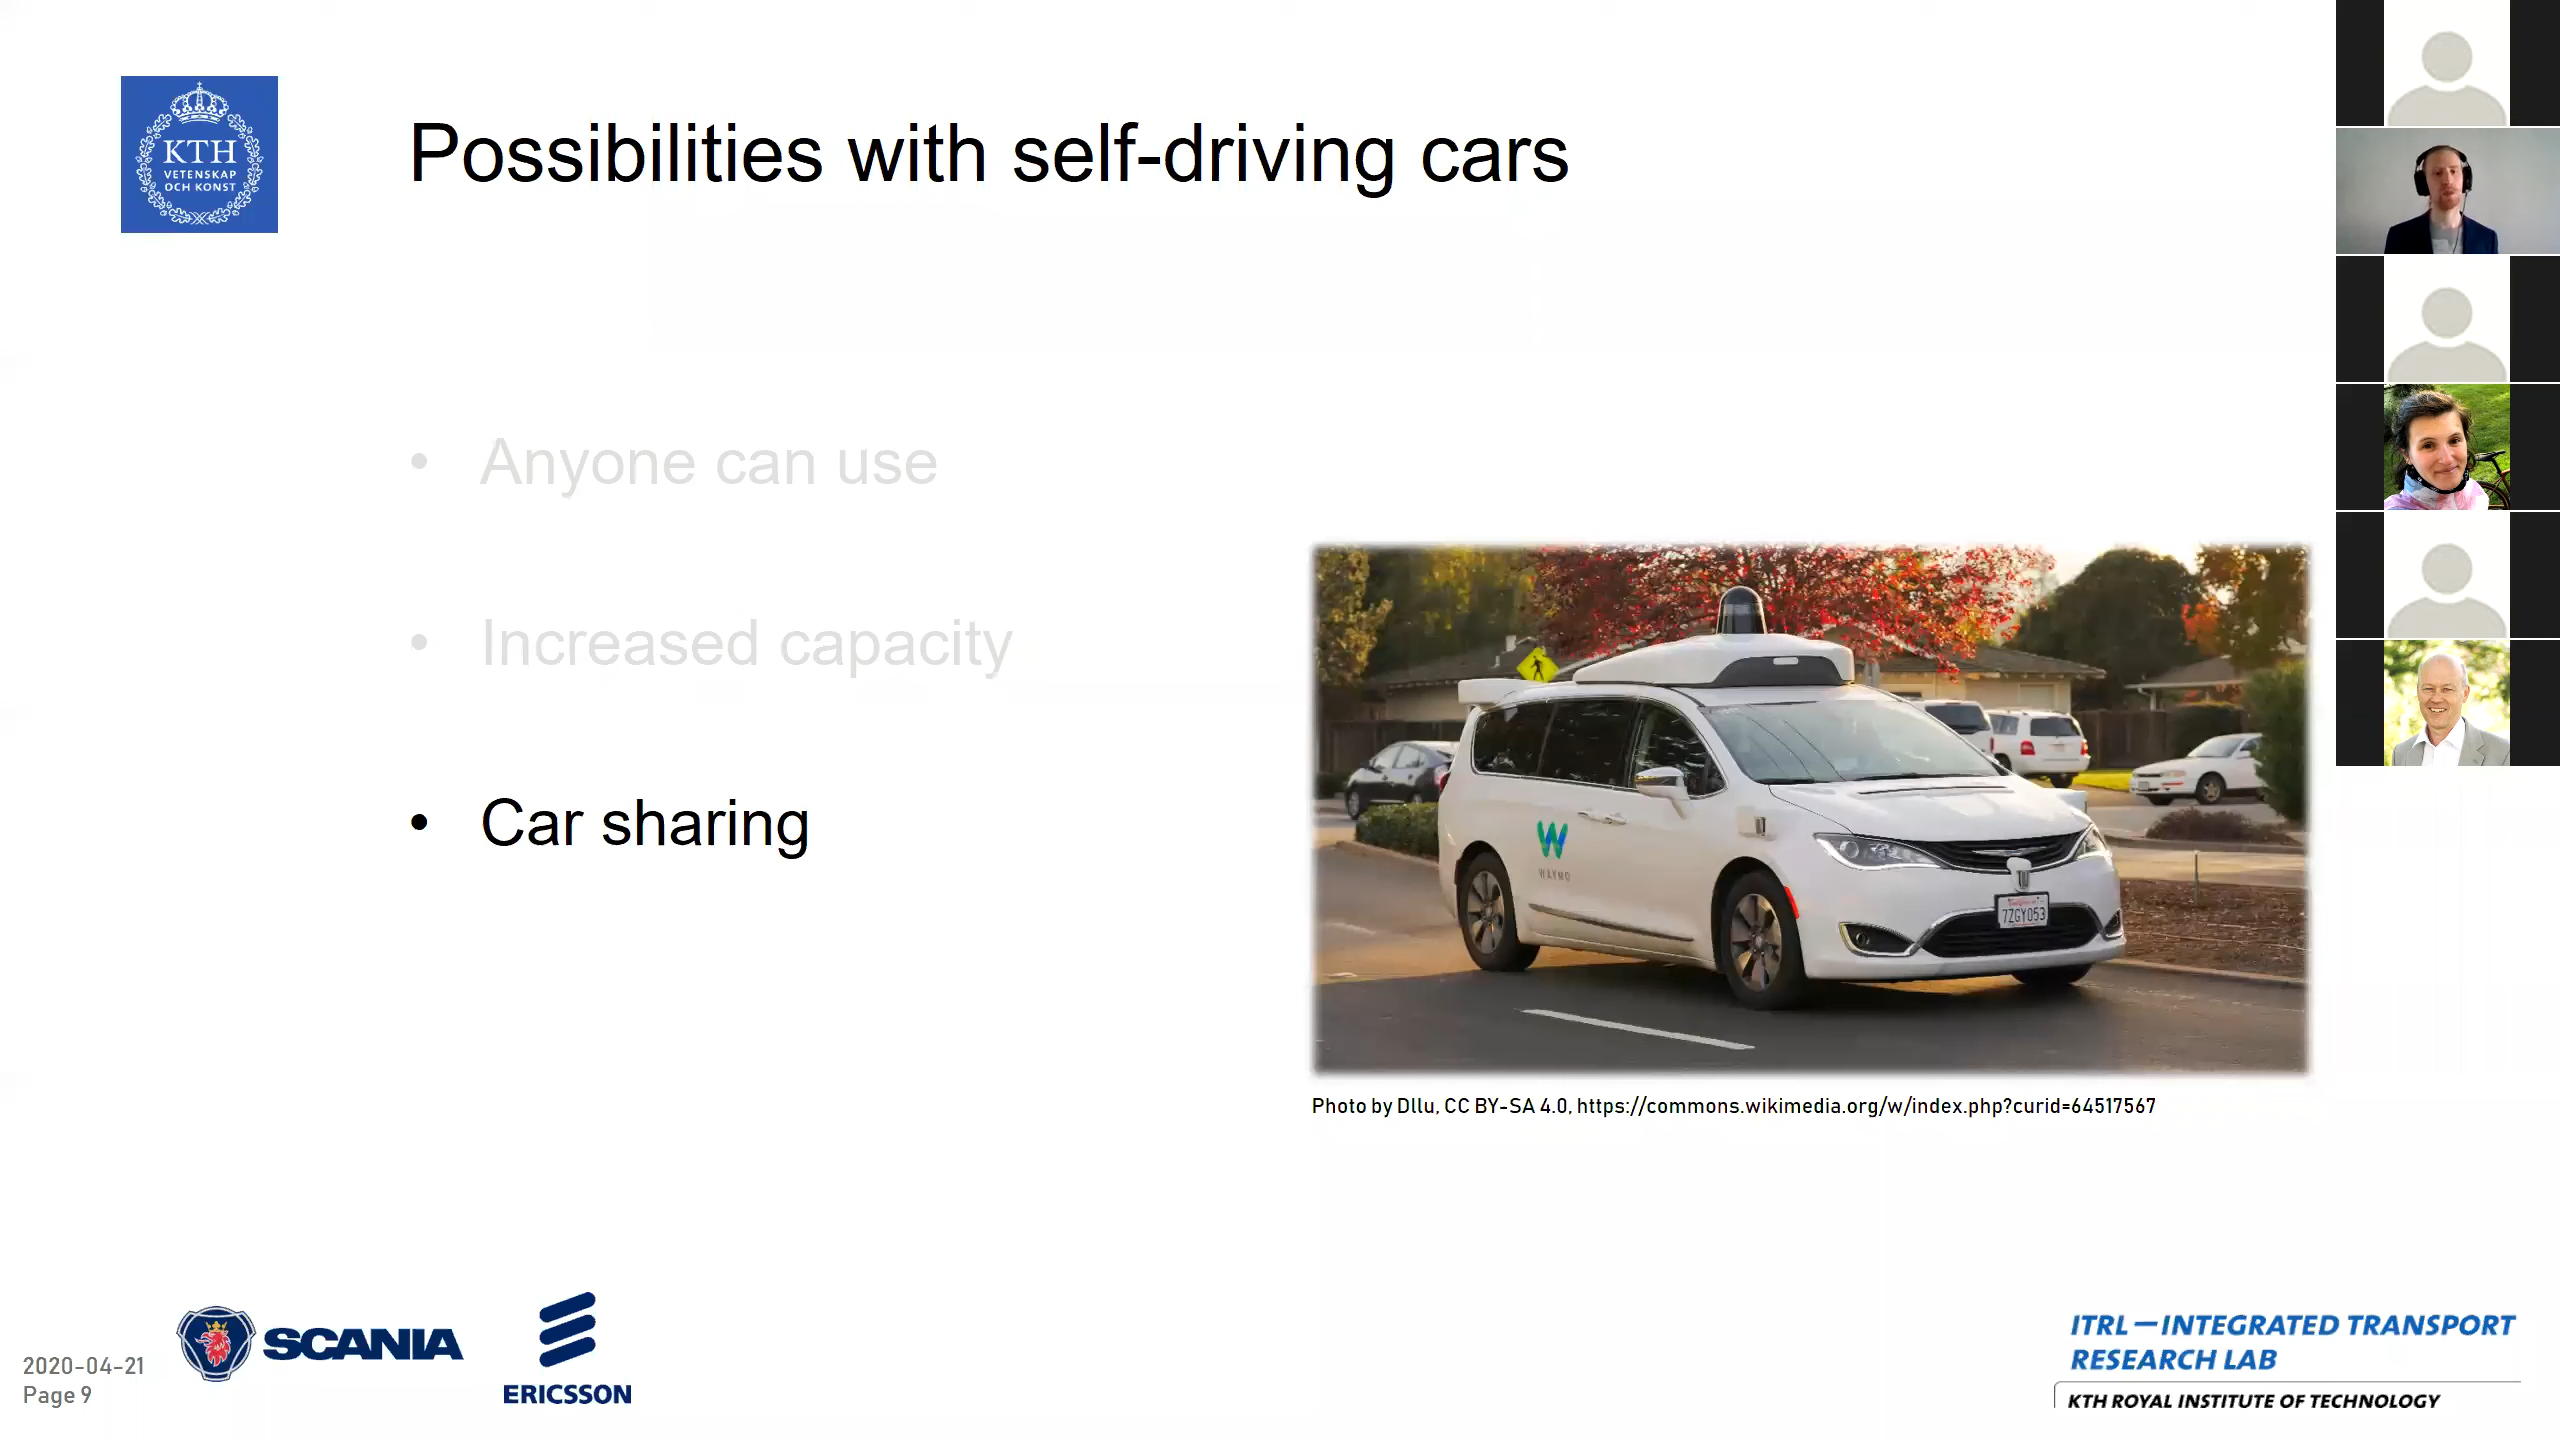 KTH
VETENSKAP
OCH KONST
Possibilities with self-driving cars
• Anyone can use
• Increased capacity
• Car sharing
WAYMO
7ZGY053
Photo by Dllu, CC BY-SA 4.0, https://commons.wikimedia.org/w/index.php?curid=64517567
2020-04-21
Page 9
SCANIA
ERICSSON
ITRL – INTEGRATED TRANSPORT
RESEARCH LAB
KTH ROYAL INSTITUTE OF TECHNOLOGY